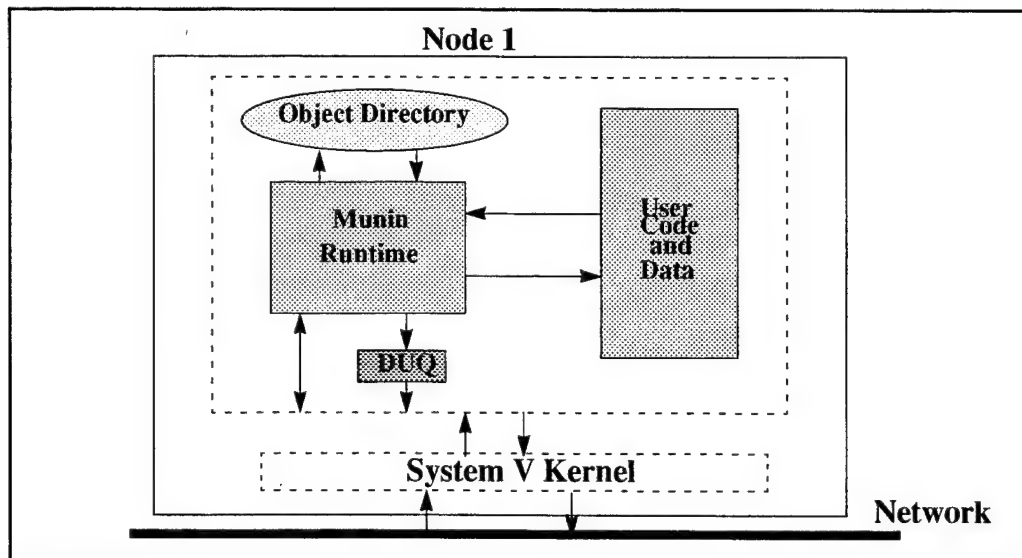 Node 1
Object Directory
Munin
Runtime
User
Code
and
Data
DUQ
System V Kernel
Network